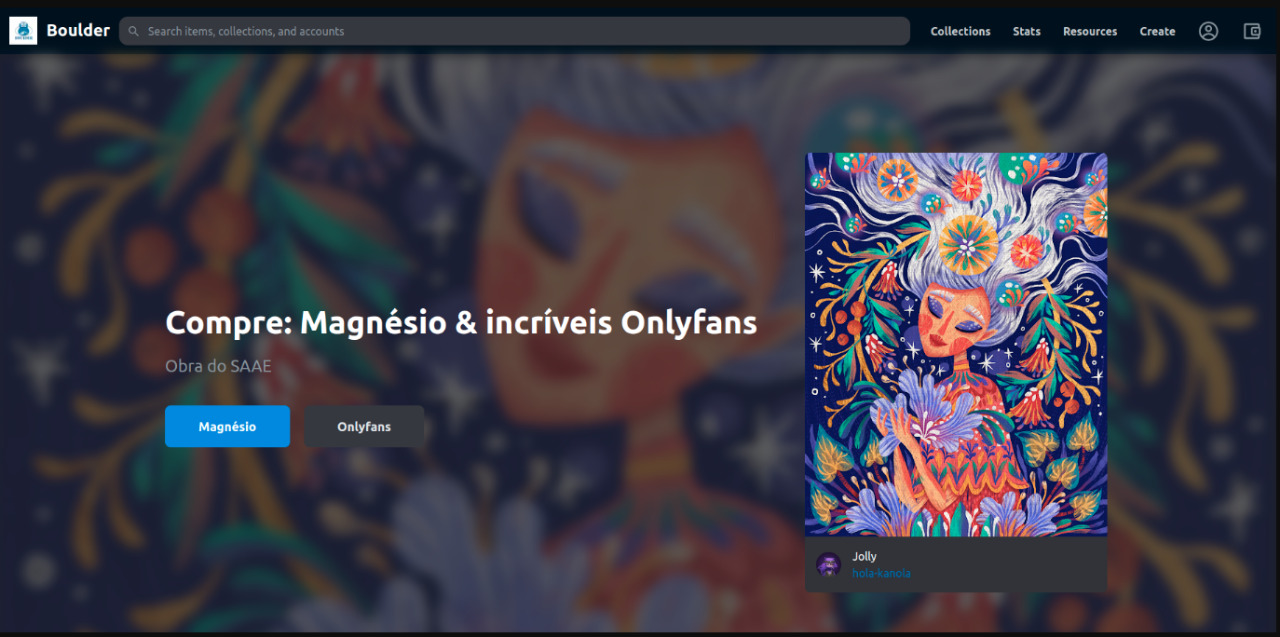 Boulder
Search items, collections, and accounts
Collections
Stats
Resources
Create
Compre: Magnésio & incríveis Onlyfans
Obra do SAAE
Magnésio
Onlyfans
Jolly
hola-kanola